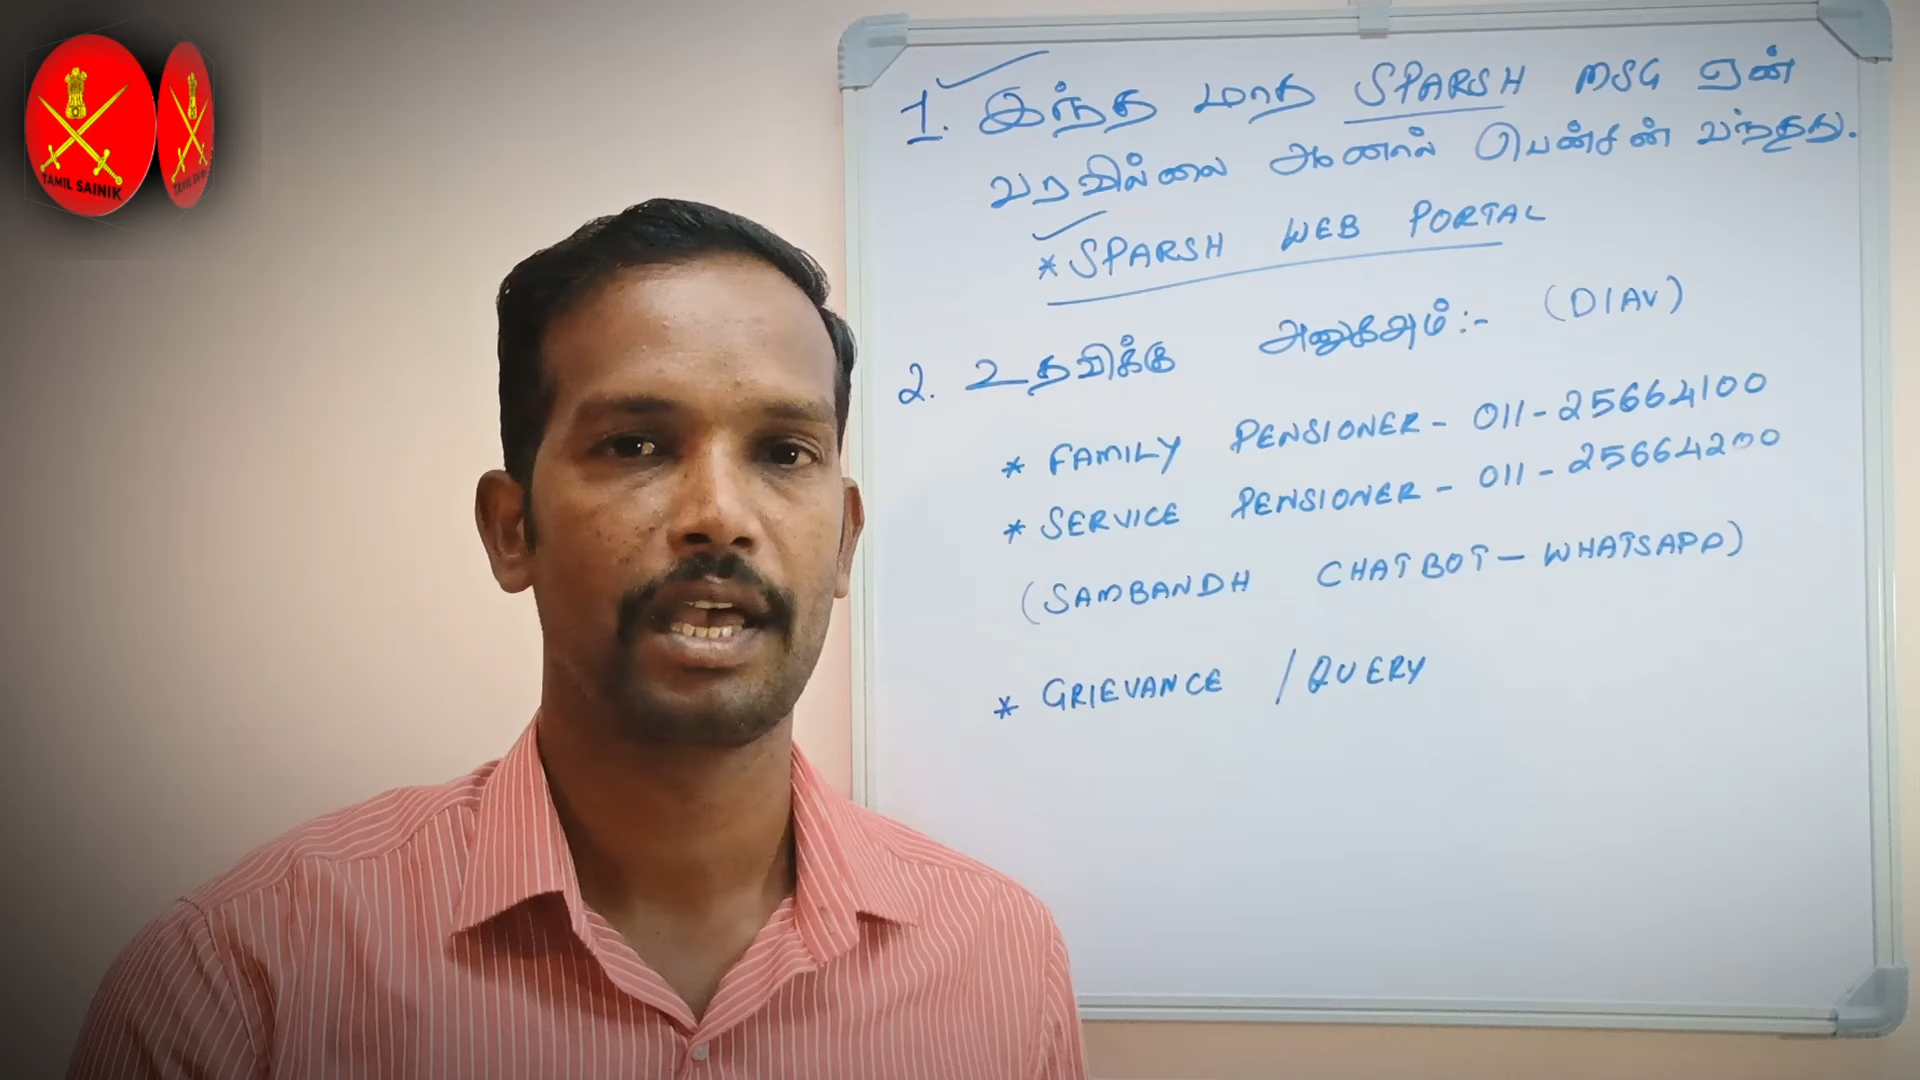 TAMIL SAINIK
1. இந்த மாத SPARSH MSG ஏன்
வரவில்லை ஆனால் பென்சன் வந்தது.
* SPARSH WEB PORTAL
2. உதவிக்கு அனுகவும்:- (DIAV)
* FAMILY PENSIONER - 011-25664100
* SERVICE PENSIONER - 011-25664200
(SAMBANDH CHATBOT - WHATSAPP)
* GRIEVANCE / QUERY